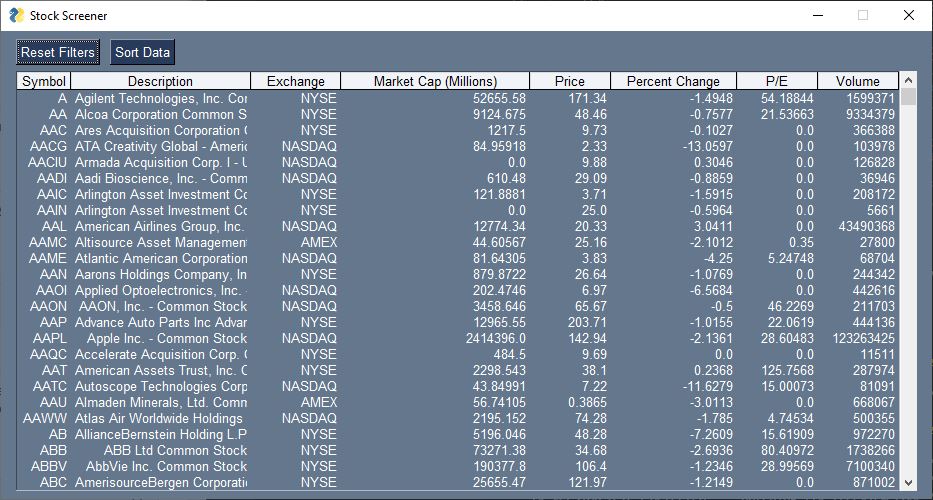 Stock Screener
Reset Filters Sort Data
Symbol Description Exchange Market Cap (Millions) Price Percent Change P/E Volume
A Agilent Technologies, Inc. Cor NYSE 52655.58 171.34 -1.4948 54.18844 1599371
AA Alcoa Corporation Common S NYSE 9124.675 48.46 -0.7577 21.53663 9334379
AAC Ares Acquisition Corporation ( NYSE 1217.5 9.73 -0.1027 0.0 366388
AACG ATA Creativity Global - Americ NASDAQ 84.95918 2.33 -13.0597 0.0 103978
AACIU Armada Acquisition Corp. I - U NASDAQ 0.0 9.88 0.3046 0.0 126828
AADI Aadi Bioscience, Inc. - Comm NASDAQ 610.48 29.09 -0.8859 0.0 36946
AAIC Arlington Asset Investment Co NYSE 121.8881 3.71 -1.5915 0.0 208172
AAIN Arlington Asset Investment Co NYSE 0.0 25.0 -0.5964 0.0 5661
AAL American Airlines Group, Inc. NASDAQ 12774.34 20.33 3.0411 0.0 43490368
AAMC Altisource Asset Management AMEX 44.60567 25.16 -2.1012 0.35 27800
AAME Atlantic American Corporation NASDAQ 81.64305 3.83 -4.25 5.24748 68704
AAN Aarons Holdings Company, In NYSE 879.8722 26.64 -1.0769 0.0 244342
AAOI Applied Optoelectronics, Inc. - NASDAQ 202.4746 6.97 -6.5684 0.0 442616
AAON AAON, Inc. - Common Stock NASDAQ 3458.646 65.67 -0.5 46.2269 211703
AAP Advance Auto Parts Inc Advar NYSE 12965.55 203.71 -1.0155 22.0619 444136
AAPL Apple Inc. - Common Stock NASDAQ 2414396.0 142.94 -2.1361 28.60483 123263425
AAQC Accelerate Acquisition Corp. ( NYSE 484.5 9.69 0.0 0.0 11511
AAT American Assets Trust, Inc. C NYSE 2298.543 38.1 0.2368 125.7568 287974
AATC Autoscope Technologies Corp NASDAQ 43.84991 7.22 -11.6279 15.00073 81091
AAU Almaden Minerals, Ltd. Comm AMEX 56.74105 0.3865 -3.0113 0.0 668067
AAWW Atlas Air Worldwide Holdings NASDAQ 2195.152 74.28 -1.785 4.74534 500355
AB AllianceBernstein Holding L.P NYSE 5196.046 48.28 -7.2609 15.61909 972270
ABB ABB Ltd Common Stock NYSE 73271.38 34.68 -2.6936 80.40972 1738266
ABBV AbbVie Inc. Common Stock NYSE 190377.8 106.4 -1.2346 28.99569 7100340
ABC AmerisourceBergen Corporatic NYSE 25655.47 121.97 -1.2149 0.0 871002